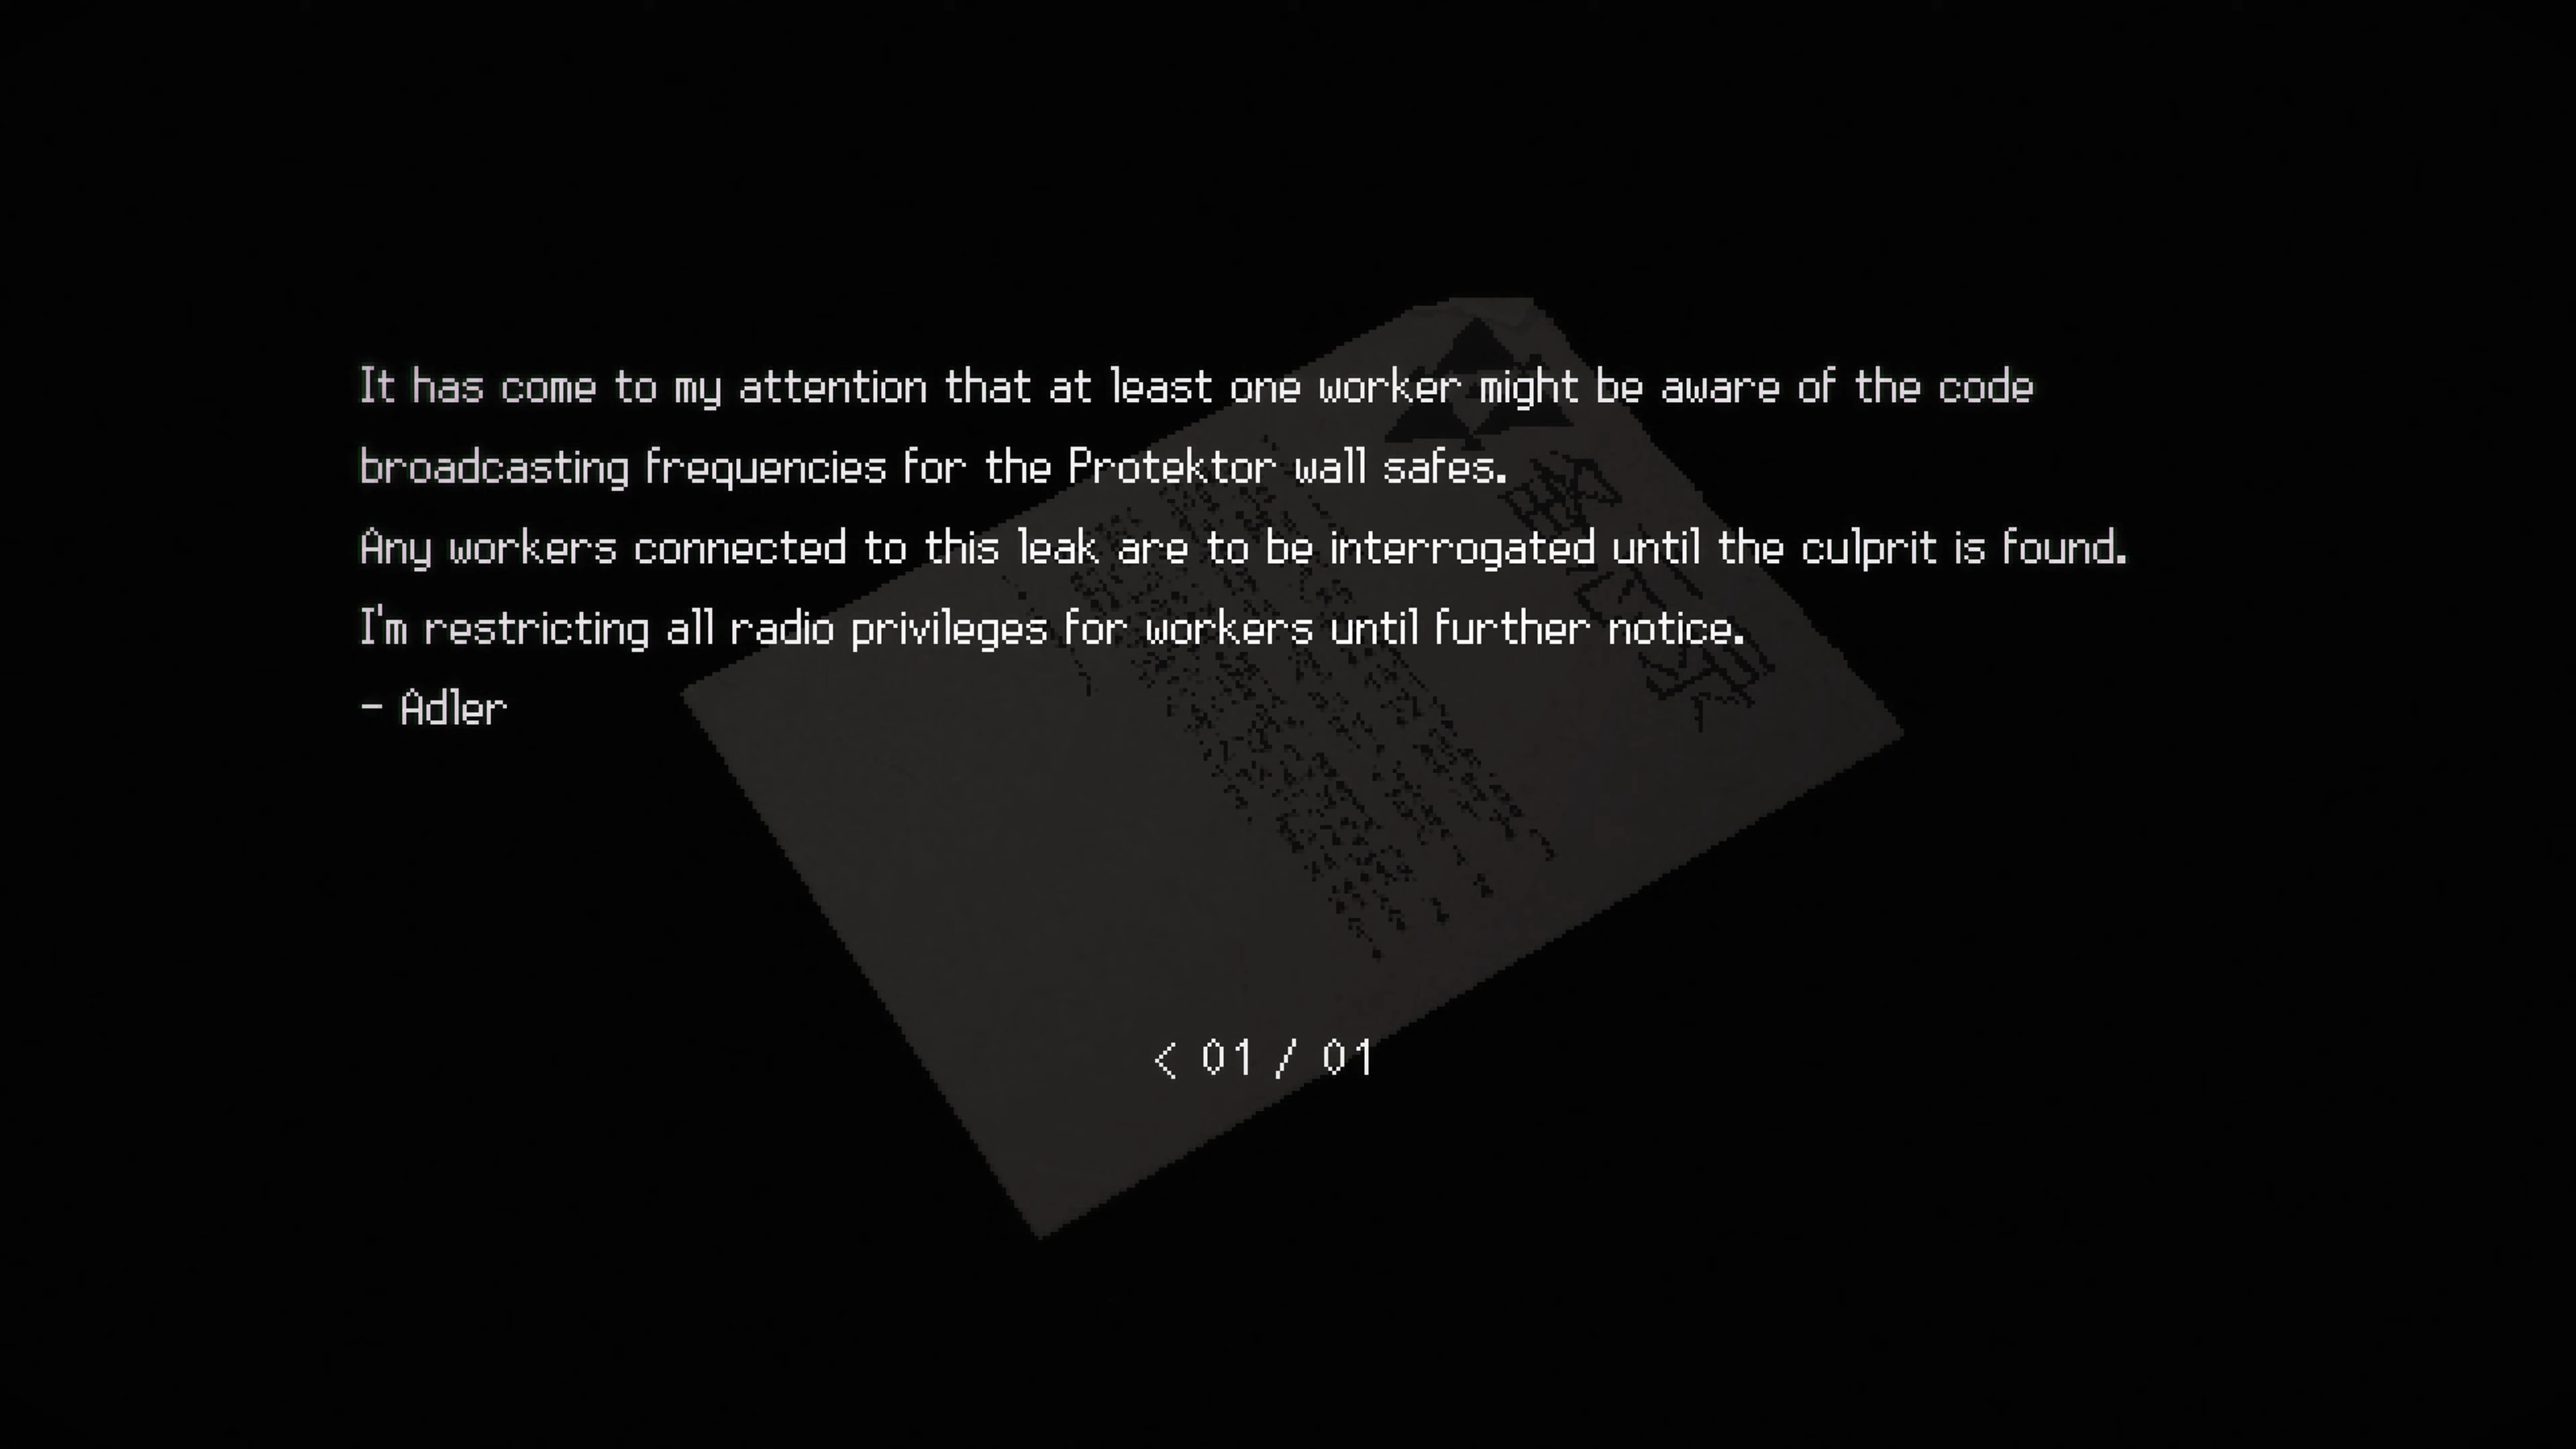 It has come to my attention that at least one worker might be aware of the code
broadcasting frequencies for the Protektor wall safes.
Any workers connected to this leak are to be interrogated until the culprit is found.
I'm restricting all radio privileges for workers until further notice.
- Adler
< 01 / 01